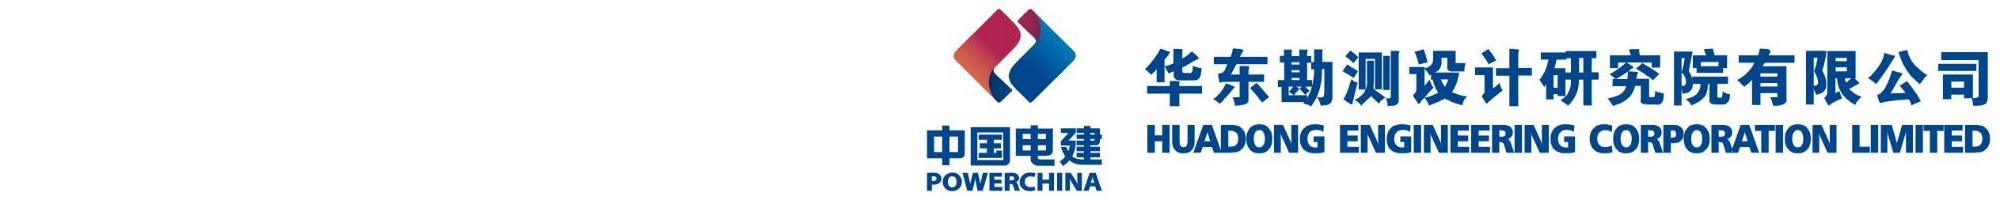 中国电建
POWERCHINA
华东勘测设计研究院有限公司
HUADONG ENGINEERING CORPORATION LIMITED